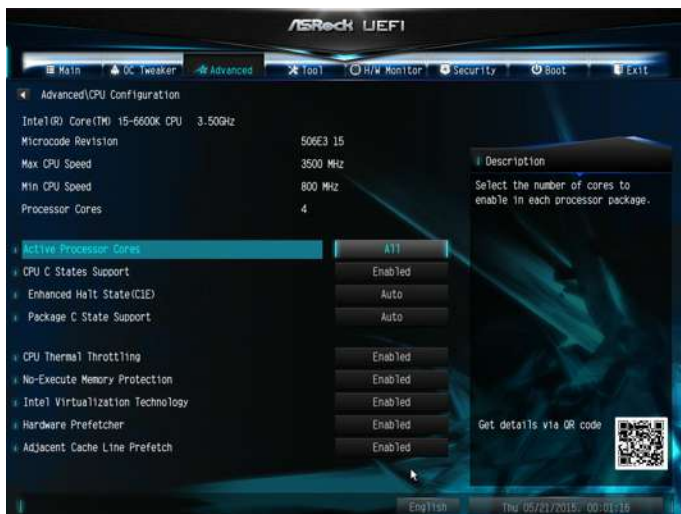 ASRock UEFI
Main OC Tweaker Advanced Tool H/W Monitor Security Boot Exit
Advanced\CPU Configuration
Intel(R) Core(TM) i5-6600K CPU 3.50GHz
Microcode Revision 506E3 15
Max CPU Speed 3500 MHz
Min CPU Speed 800 MHz
Processor Cores 4
Active Processor Cores All
CPU C States Support Enabled
Enhanced Halt State(C1E) Auto
Package C State Support Auto
CPU Thermal Throttling Enabled
No-Execute Memory Protection Enabled
Intel Virtualization Technology Enabled
Hardware Prefetcher Enabled
Adjacent Cache Line Prefetch Enabled
Description
Select the number of cores to
enable in each processor package.
Get details via QR code
English Thu 05/21/2015, 00:01:16